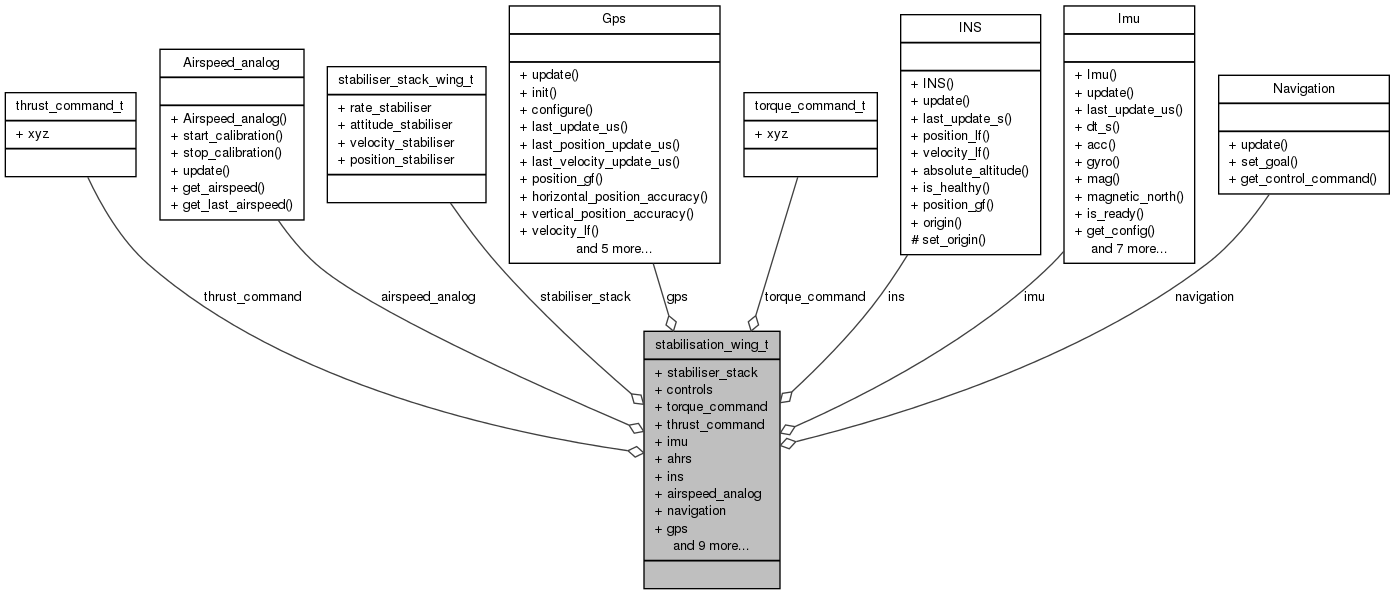 thrust_command_t
+ xyz
Airspeed_analog
+ Airspeed_analog()
+ start_calibration()
+ stop_calibration()
+ update()
+ get_airspeed()
+ get_last_airspeed()
stabiliser_stack_wing_t
+ rate_stabiliser
+ attitude_stabiliser
+ velocity_stabiliser
+ position_stabiliser
Gps
+ update()
+ init()
+ configure()
+ last_update_us()
+ last_position_update_us()
+ last_velocity_update_us()
+ position_gf()
+ horizontal_position_accuracy()
+ vertical_position_accuracy()
+ velocity_lf()
and 5 more...
torque_command_t
+ xyz
INS
+ INS()
+ update()
+ last_update_s()
+ position_lf()
+ velocity_lf()
+ absolute_altitude()
+ is_healthy()
+ position_gf()
+ origin()
# set_origin()
Imu
+ Imu()
+ update()
+ last_update_us()
+ dt_s()
+ acc()
+ gyro()
+ mag()
+ magnetic_north()
+ is_ready()
+ get_config()
and 7 more...
Navigation
+ update()
+ set_goal()
+ get_control_command()
thrust_command
airspeed_analog
stabiliser_stack
gps
torque_command
ins
imu
navigation
stabilisation_wing_t
+ stabiliser_stack
+ controls
+ torque_command
+ thrust_command
+ imu
+ ahrs
+ ins
+ airspeed_analog
+ navigation
+ gps
and 9 more...